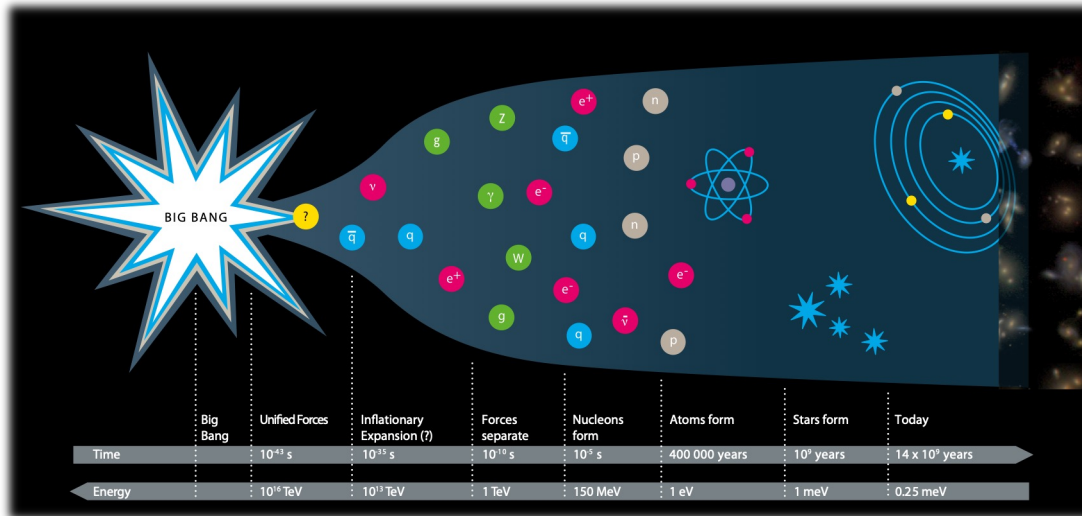 e⁺
n
Z
g
q̅
p
ν
γ
e⁻
BIG BANG
?
q̅
q
n
q
W
e⁺
e⁻
e⁻
g
ν̅
q
p
Big Bang
Unified Forces
Inflationary Expansion (?)
Forces separate
Nucleons form
Atoms form
Stars form
Today
Time 10⁻⁴³ s 10⁻³⁵ s 10⁻¹⁰ s 10⁻⁵ s 400 000 years 10⁹ years 14 x 10⁹ years
Energy 10¹⁶ TeV 10¹³ TeV 1 TeV 150 MeV 1 eV 1 meV 0.25 meV